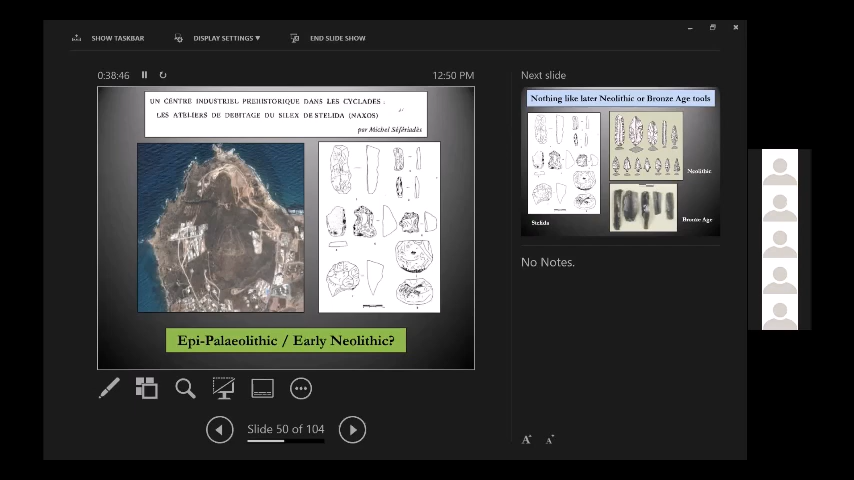 SHOW TASKBAR
DISPLAY SETTINGS ▼
END SLIDE SHOW
0:38:46
12:50 PM
UN CENTRE INDUSTRIEL PREHISTORIQUE DANS LES CYCLADES :
LES ATELIERS DE DEBITAGE DU SILEX DE STELIDA (NAXOS)
par Michel Séfériadès
Epi-Palaeolithic / Early Neolithic?
Slide 50 of 104
Next slide
Nothing like later Neolithic or Bronze Age tools
Neolithic
Bronze Age
Stelida
No Notes.
A A